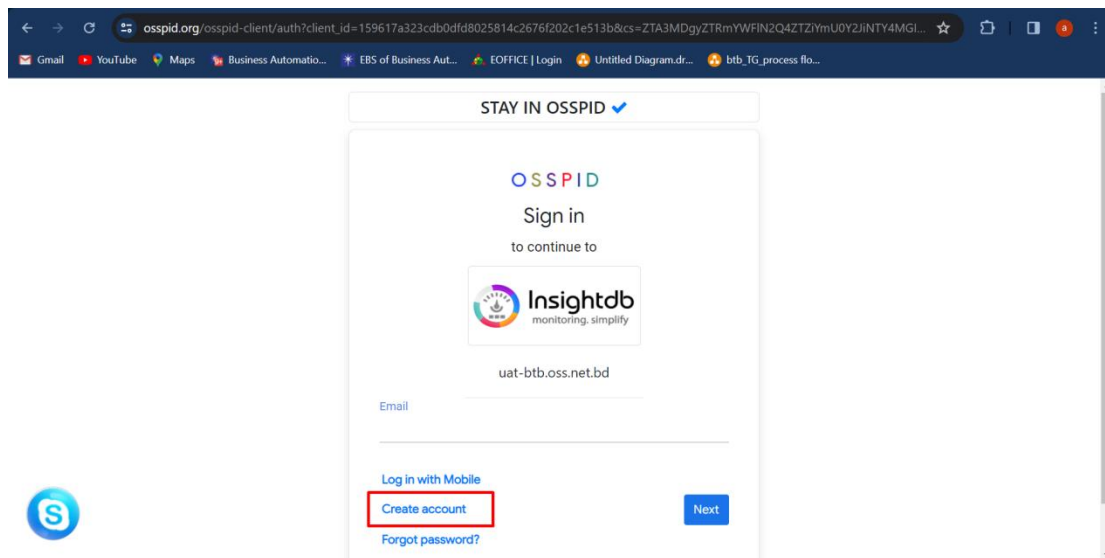 osspid.org/osspid-client/auth?client_id=159617a323cdb0dfd8025814c2676f202c1e513b&cs=ZTA3MDgyZTRmYWFlN2Q4ZTZiYmU0Y2JiNTY4MGI...
a
Gmail YouTube Maps Business Automatio... EBS of Business Aut... EOFFICE | Login Untitled Diagram.dr... btb_TG_process flo...
STAY IN OSSPID
OSSPID
Sign in
to continue to
Insightdb
monitoring. simplify
uat-btb.oss.net.bd
Email
Log in with Mobile
Create account
Next
Forgot password?
S